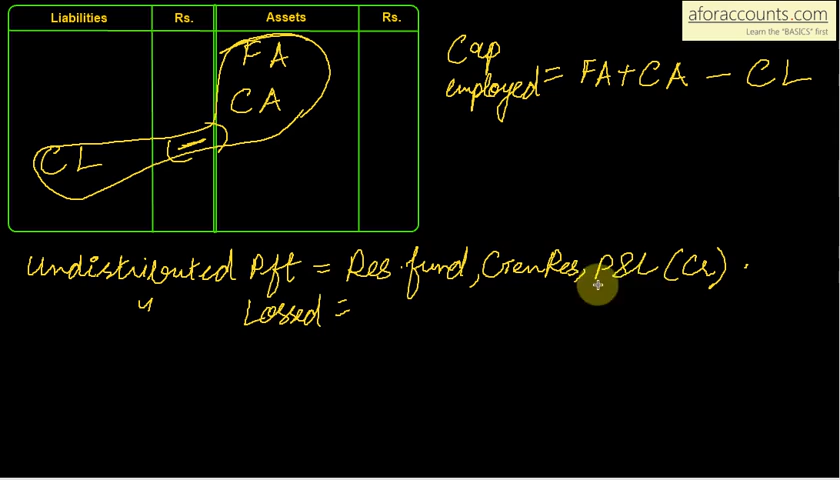 Liabilities Rs. Assets Rs.
aforaccounts.com
Learn the "BASICS" first
FA
CA
CL
(-)
Cap
employed = FA + CA - CL
Undistributed Pft = Res. fund, Gen Res, P&L (Cr) .
" Lossed =